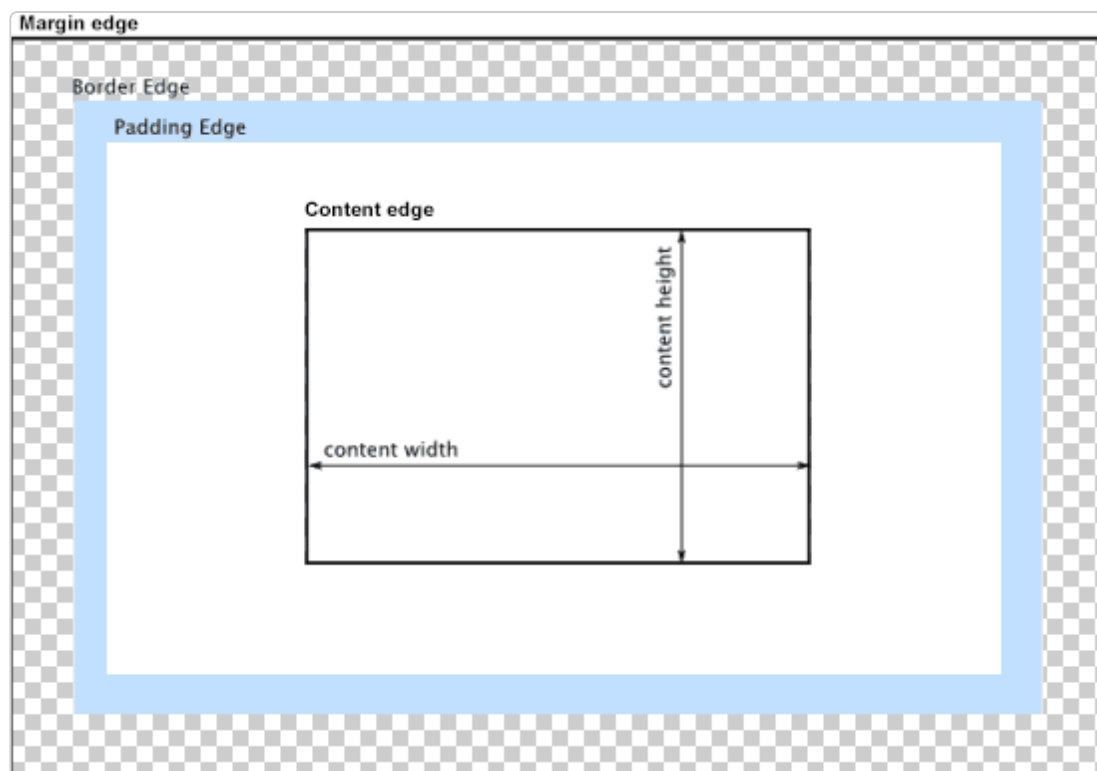 Margin edge
Border Edge
Padding Edge
Content edge
content height
content width